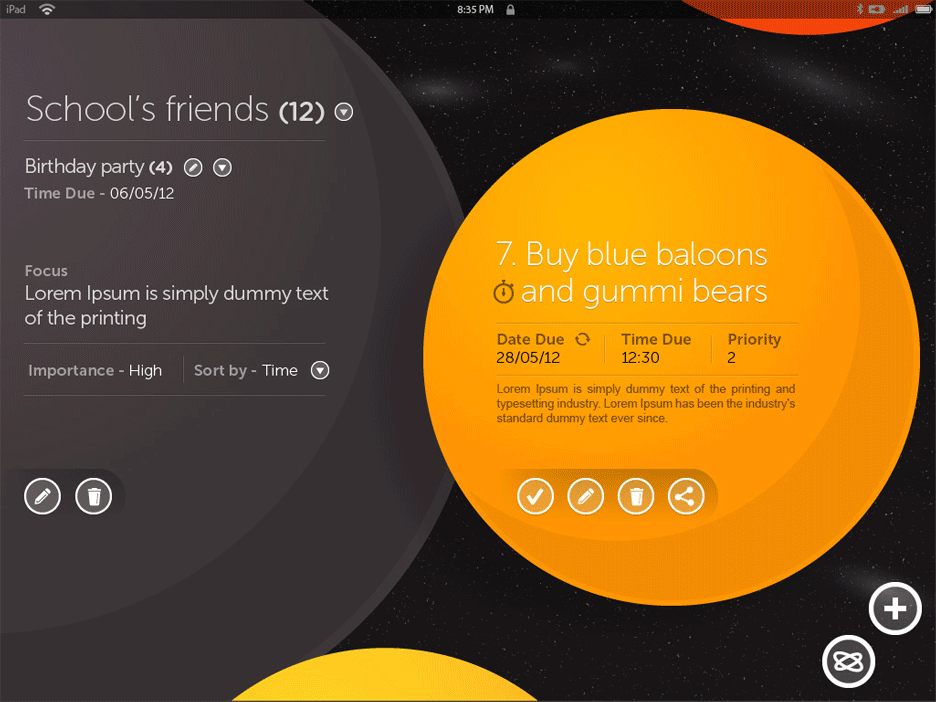 iPad
8:35 PM
School's friends (12)
Birthday party (4)
Time Due - 06/05/12
Focus
Lorem Ipsum is simply dummy text
of the printing
Importance - High
Sort by - Time
7. Buy blue baloons
and gummi bears
Date Due
Time Due
Priority
28/05/12
12:30
2
Lorem Ipsum is simply dummy text of the printing and
typesetting industry. Lorem Ipsum has been the industry's
standard dummy text ever since.